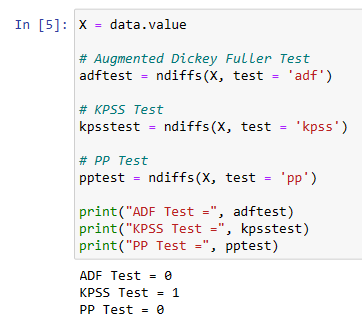 In [5]: X = data.value
# Augmented Dickey Fuller Test
adftest = ndiffs(X, test = 'adf')
# KPSS Test
kpsstest = ndiffs(X, test = 'kpss')
# PP Test
pptest = ndiffs(X, test = 'pp')
print("ADF Test =", adftest)
print("KPSS Test =", kpsstest)
print("PP Test =", pptest)
ADF Test = 0
KPSS Test = 1
PP Test = 0